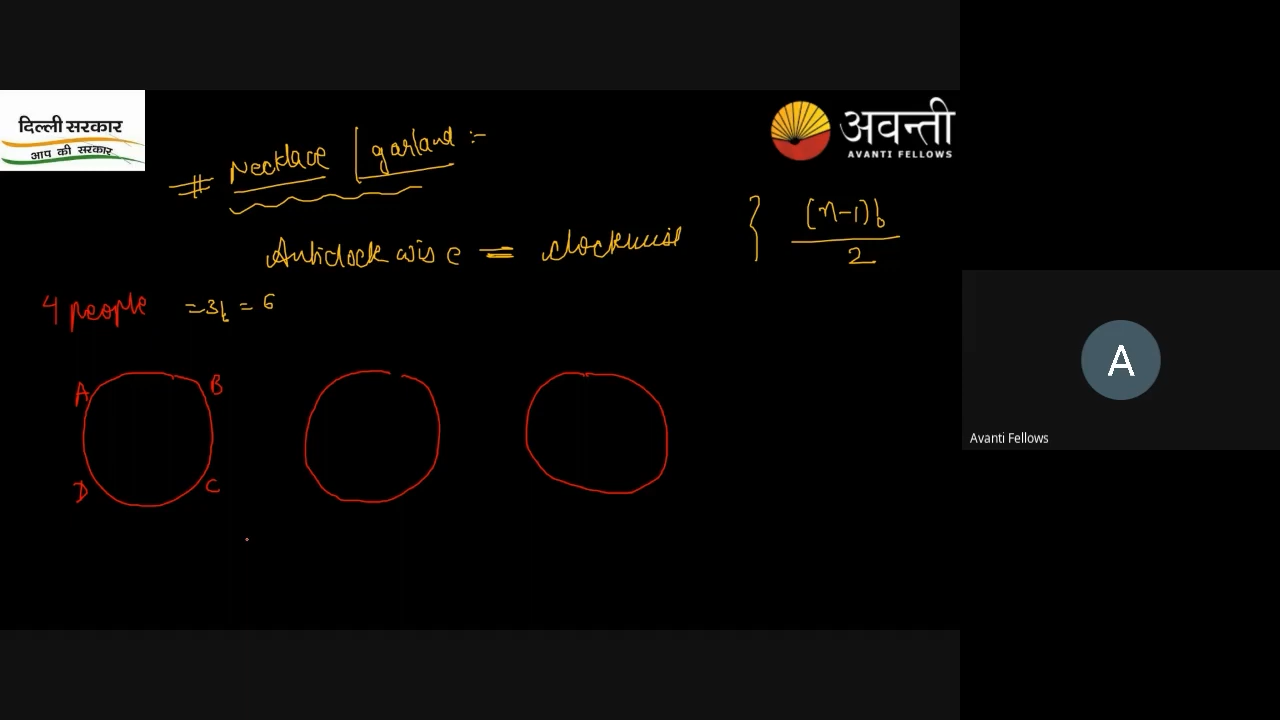 दिल्ली सरकार
आप की सरकार
अवन्ती
AVANTI FELLOWS
# Necklace | garland :-
Anticlockwise = clockwise } (n-1)! / 2
4 people = 3! = 6
A B
D C
A
Avanti Fellows